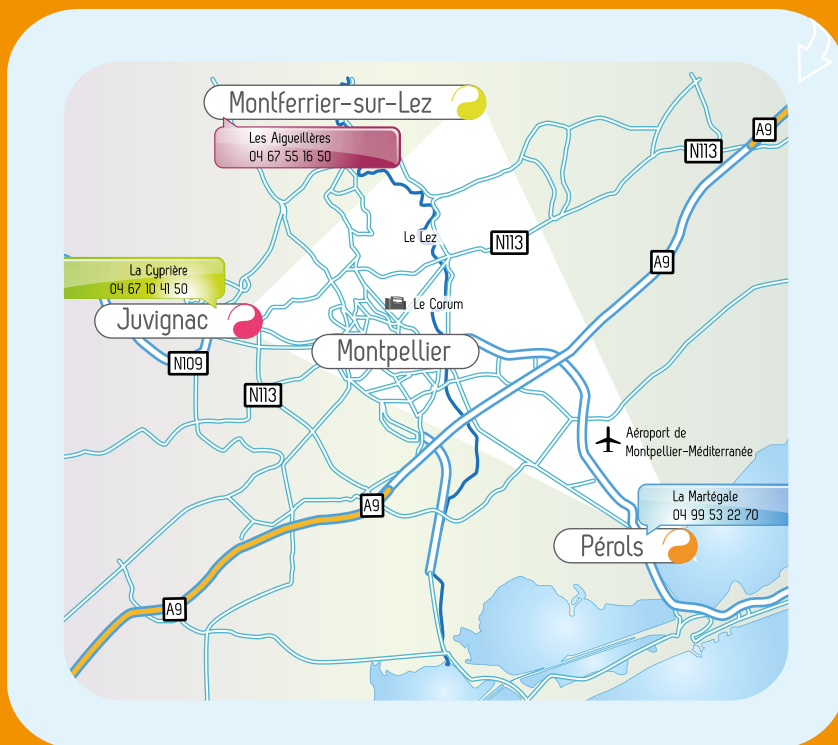 Montferrier-sur-Lez
Les Aigueillères
04 67 55 16 50
A9
N113
Le Lez
N113
A9
La Cyprière
04 67 10 41 50
Juvignac
Le Corum
Montpellier
N109
N113
Aéroport de
Montpellier-Méditerranée
A9
La Martégale
04 99 53 22 70
Pérols
A9